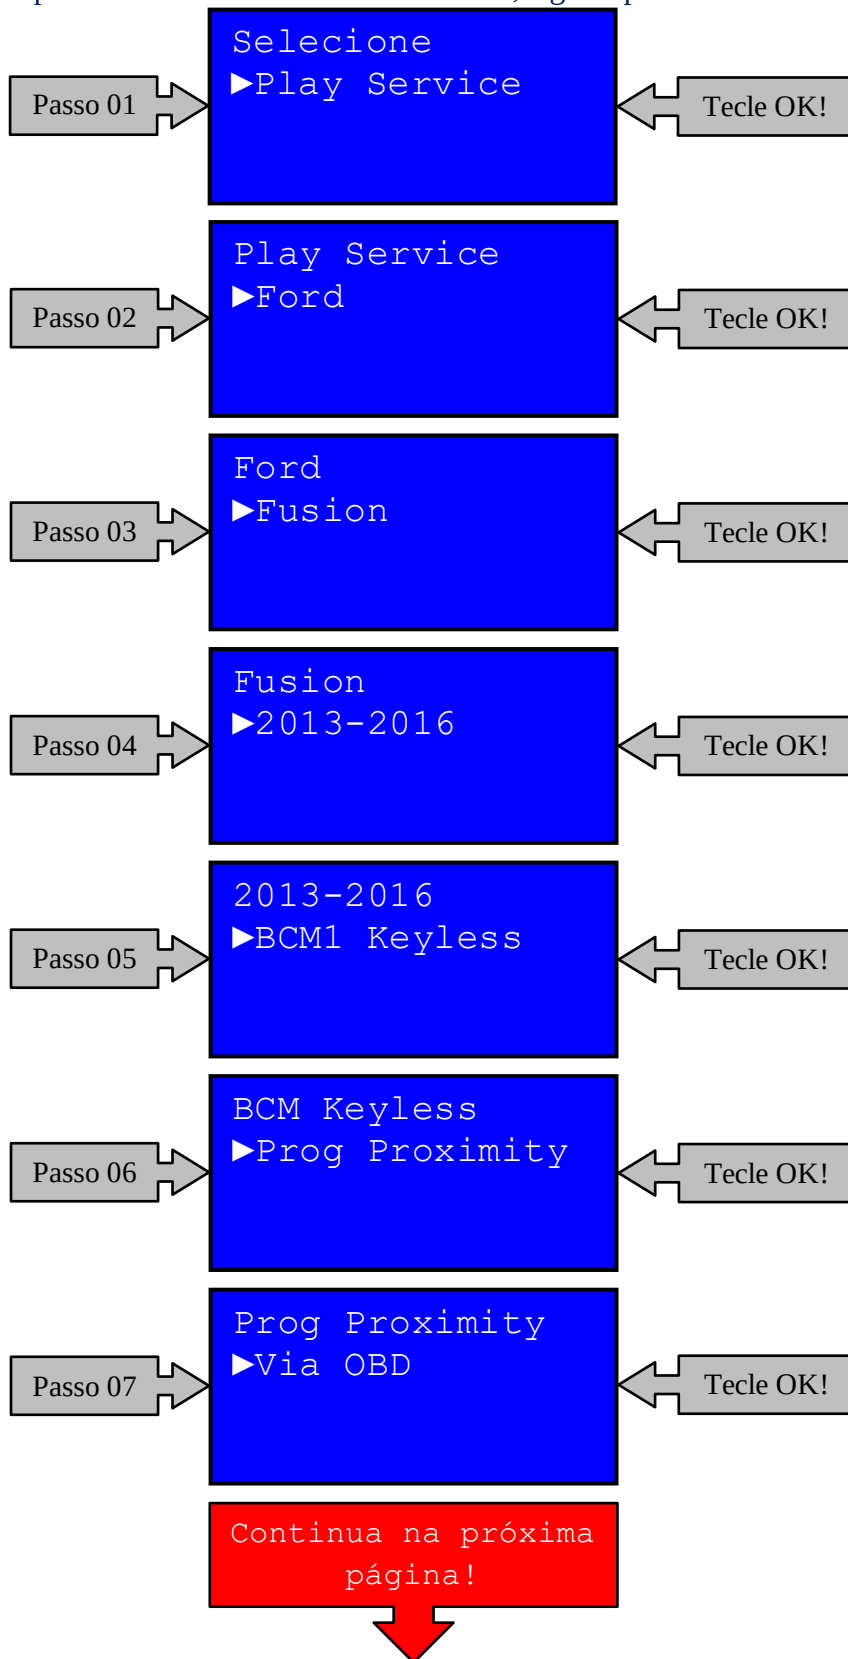 Selecione
Passo 01
►Play Service
Tecle OK!
Play Service
Passo 02
►Ford
Tecle OK!
Ford
Passo 03
►Fusion
Tecle OK!
Fusion
Passo 04
►2013-2016
Tecle OK!
2013-2016
Passo 05
►BCM1 Keyless
Tecle OK!
BCM Keyless
Passo 06
►Prog Proximity
Tecle OK!
Prog Proximity
Passo 07
►Via OBD
Tecle OK!
Continua na próxima
página!